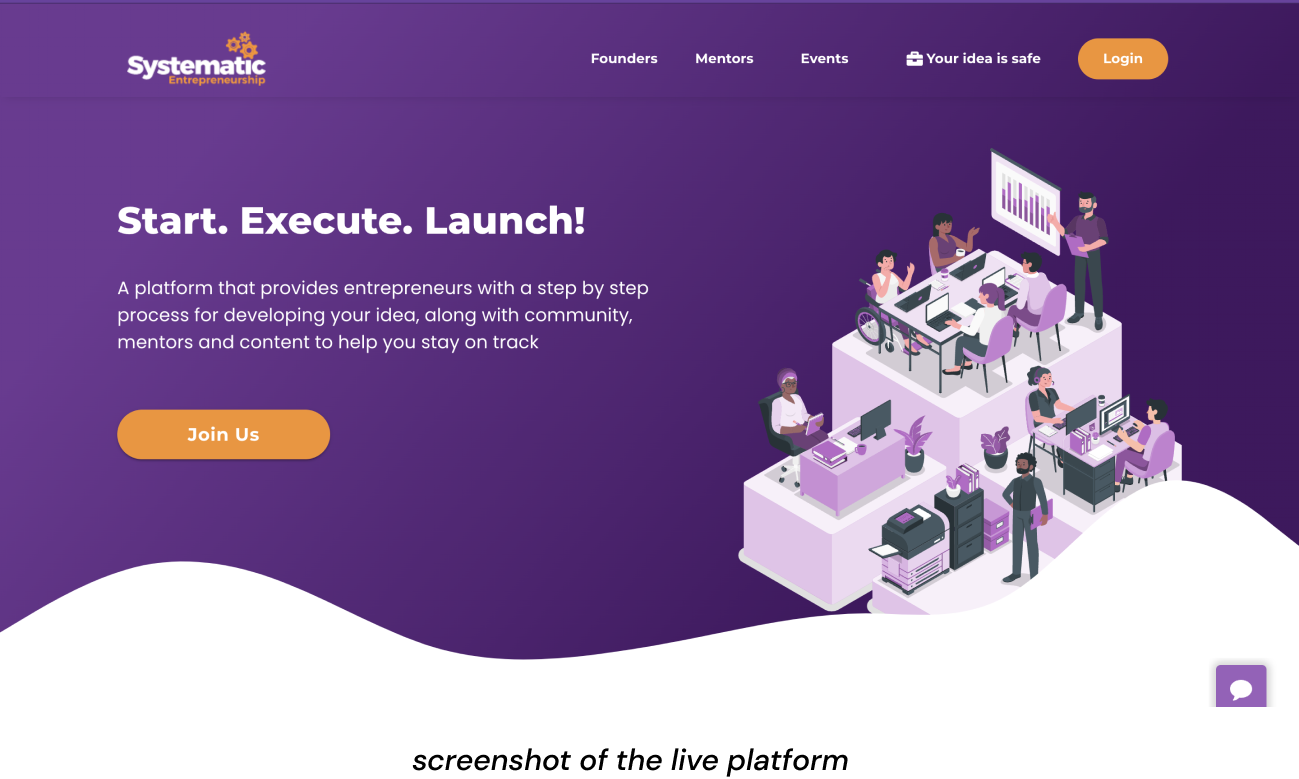 Systematic
Entrepreneurship
Founders
Mentors
Events
Your idea is safe
Login
Start. Execute. Launch!
A platform that provides entrepreneurs with a step by step
process for developing your idea, along with community,
mentors and content to help you stay on track
Join Us
screenshot of the live platform